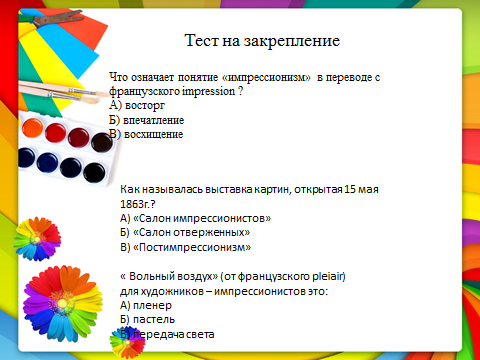 Тест на закрепление
Что означает понятие «импрессионизм» в переводе с
французского impression ?
А) восторг
Б) впечатление
В) восхищение
Как называлась выставка картин, открытая 15 мая
1863г.?
А) «Салон импрессионистов»
Б) «Салон отверженных»
В) «Постимпрессионизм»
« Вольный воздух» (от французского pleiair)
для художников – импрессионистов это:
А) пленер
Б) пастель
В) передача света